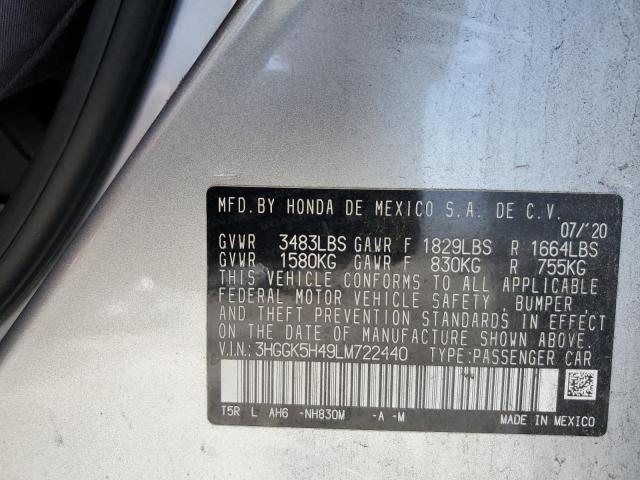 MFD.BY HONDA DE MEXICO S.A. DE C.V.
07/'20
GVWR 3483LBS GAWR F 1829LBS R 1664LBS
GVWR 1580KG GAWR F 830KG R 755KG
THIS VEHICLE CONFORMS TO ALL APPLICABLE
FEDERAL MOTOR VEHICLE SAFETY, BUMPER,
AND THEFT PREVENTION STANDARDS IN EFFECT
ON THE DATE OF MANUFACTURE SHOWN ABOVE.
V.I.N.: 3HGGK5H49LM722440 TYPE:PASSENGER CAR
T5R L AH6 -NH830M -A -M
MADE IN MEXICO